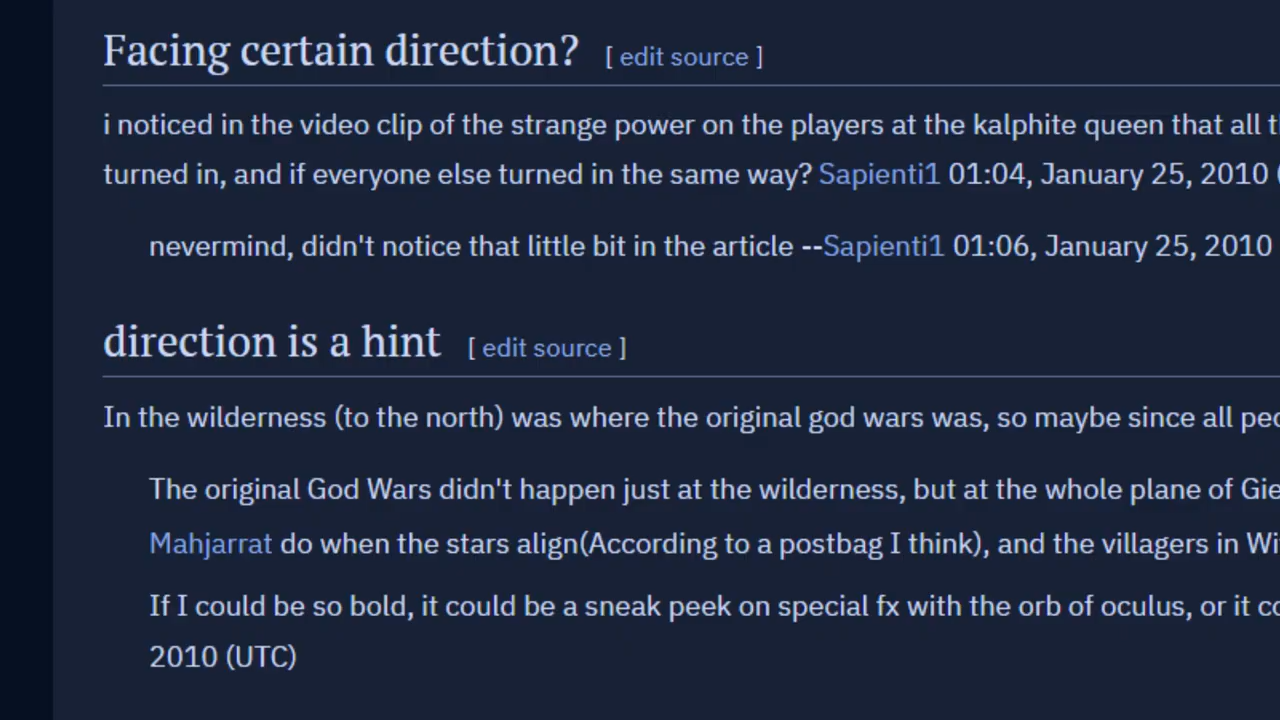 Facing certain direction? [ edit source ]
i noticed in the video clip of the strange power on the players at the kalphite queen that all
turned in, and if everyone else turned in the same way? Sapienti1 01:04, January 25, 2010
nevermind, didn't notice that little bit in the article --Sapienti1 01:06, January 25, 2010
direction is a hint [ edit source ]
In the wilderness (to the north) was where the original god wars was, so maybe since all
The original God Wars didn't happen just at the wilderness, but at the whole plane of
Mahjarrat do when the stars align(According to a postbag I think), and the villagers in
If I could be so bold, it could be a sneak peek on special fx with the orb of oculus, or it
2010 (UTC)